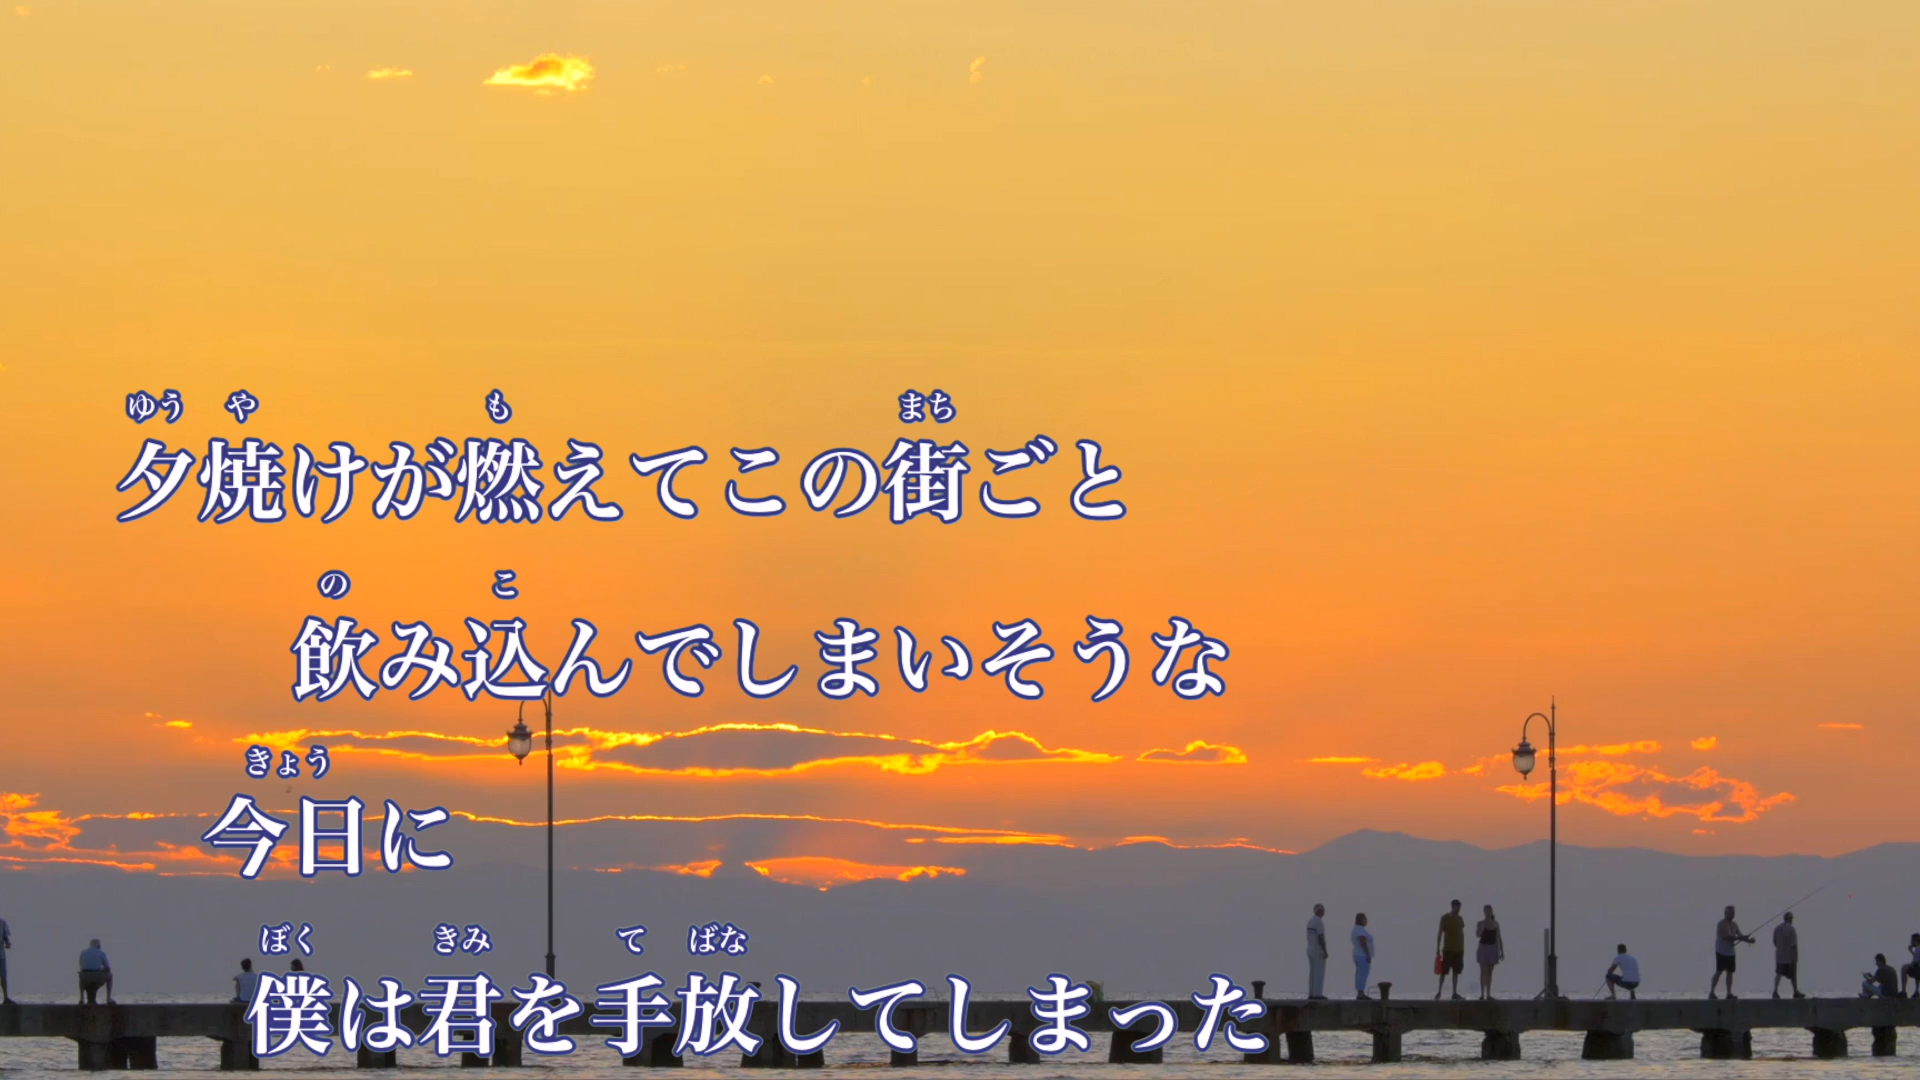 夕焼けが燃えてこの街ごと
飲み込んでしまいそうな
今日に
僕は君を手放してしまった